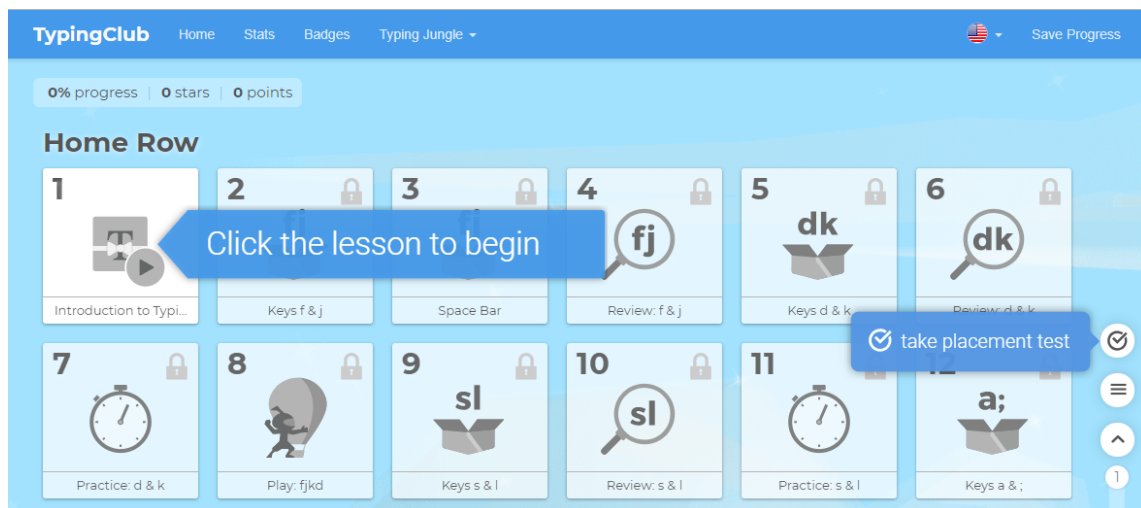 TypingClub Home Stats Badges Typing Jungle Save Progress
0% progress | 0 stars | 0 points
Home Row
1 2 3 4 5 6
T fj dk dk
Click the lesson to begin
Introduction to Typi... Keys f & j Space Bar Review: f & j Keys d & k Review: d & k
take placement test
7 8 9 10 11 12
sl sl a;
Practice: d & k Play: fjkd Keys s & l Review: s & l Practice: s & l Keys a & ;
1